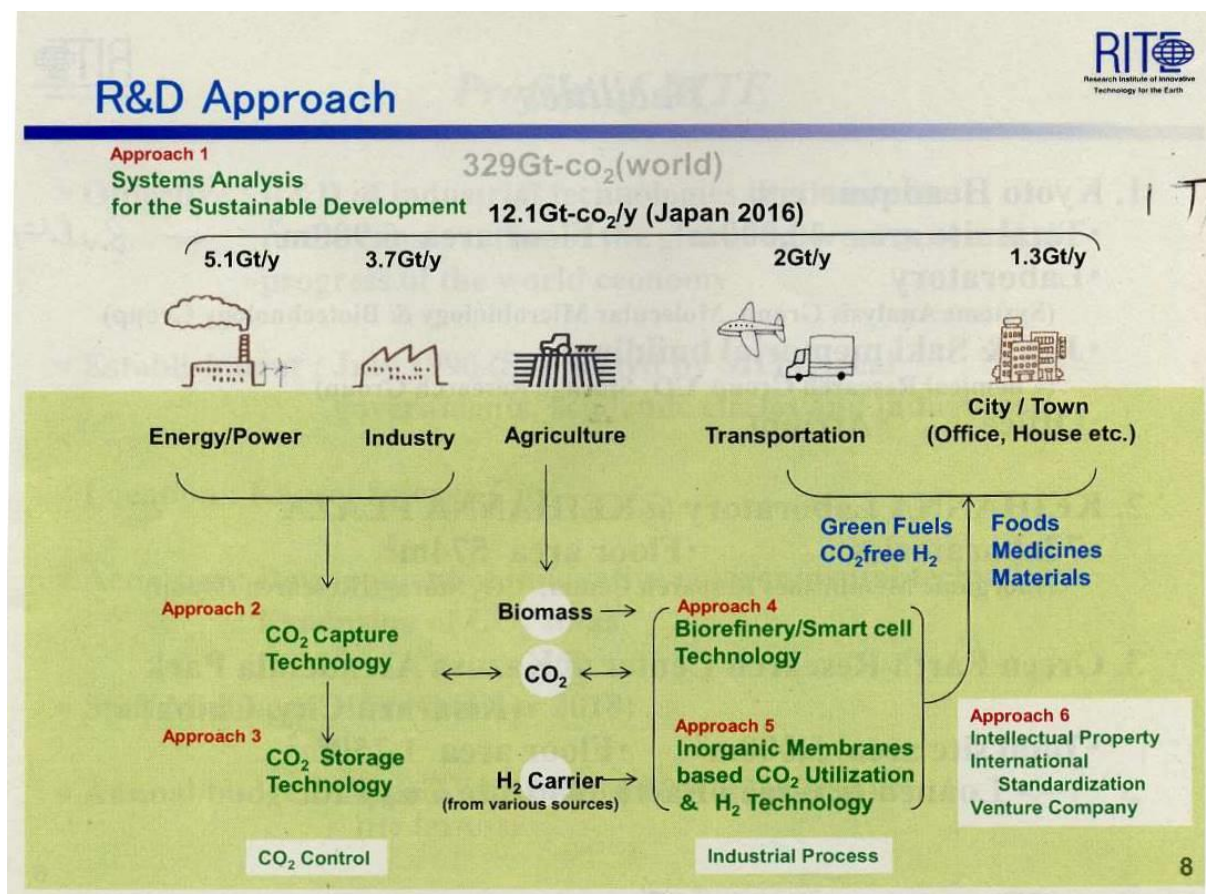 RITE
Research Institute of Innovative
Technology for the Earth
R&D Approach
Approach 1
Systems Analysis
for the Sustainable Development
329Gt-co₂(world)
12.1Gt-co₂/y (Japan 2016)
5.1Gt/y
3.7Gt/y
2Gt/y
1.3Gt/y
Energy/Power
Industry
Agriculture
Transportation
City / Town
(Office, House etc.)
Green Fuels
CO₂free H₂
Foods
Medicines
Materials
Approach 2
CO₂ Capture
Technology
Approach 3
CO₂ Storage
Technology
Biomass
CO₂
H₂ Carrier
(from various sources)
Approach 4
Biorefinery/Smart cell
Technology
Approach 5
Inorganic Membranes
based CO₂ Utilization
& H₂ Technology
Approach 6
Intellectual Property
International
Standardization
Venture Company
CO₂ Control
Industrial Process
8